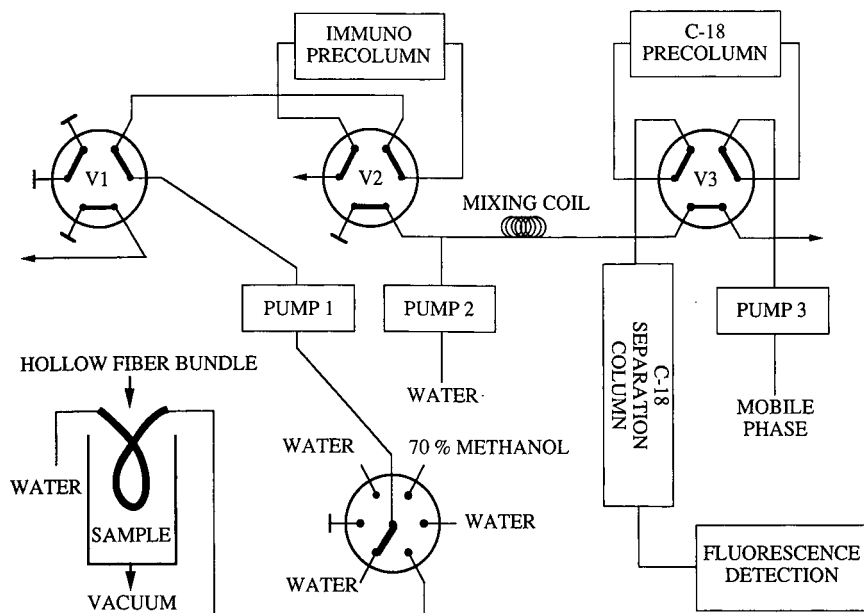 IMMUNO
PRECOLUMN
C-18
PRECOLUMN
V1
V2
V3
MIXING COIL
PUMP 1
PUMP 2
PUMP 3
WATER
MOBILE
PHASE
C-18
SEPARATION
COLUMN
HOLLOW FIBER BUNDLE
WATER
SAMPLE
VACUUM
WATER
70 % METHANOL
WATER
WATER
FLUORESCENCE
DETECTION